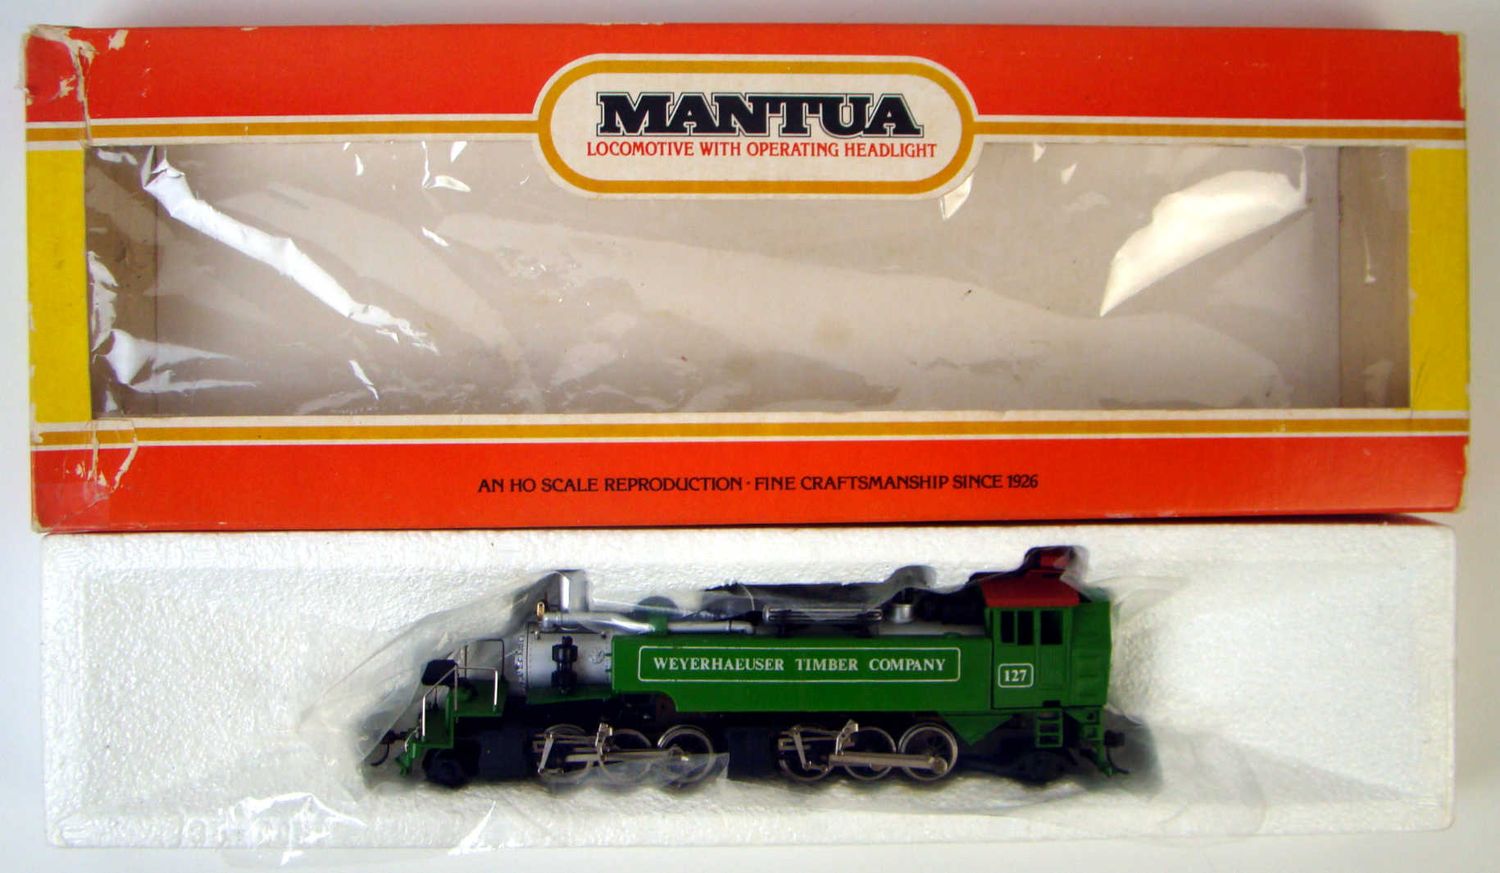 MANTUA
LOCOMOTIVE WITH OPERATING HEADLIGHT
AN HO SCALE REPRODUCTION · FINE CRAFTSMANSHIP SINCE 1926
WEYERHAEUSER TIMBER COMPANY
127